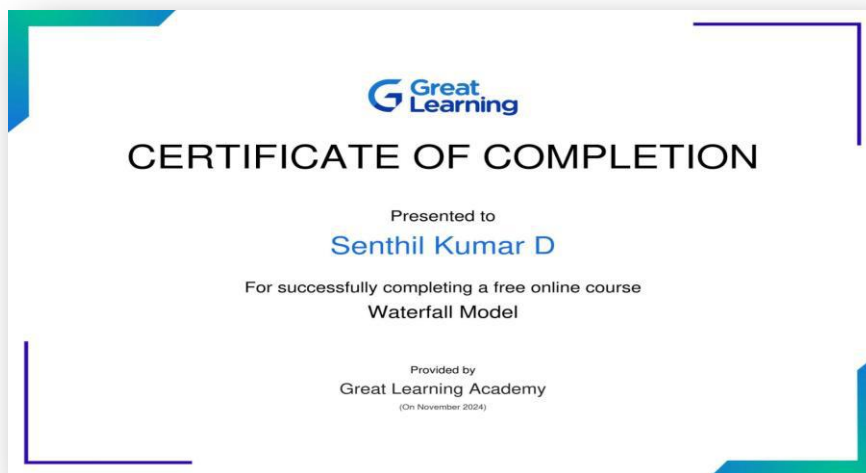 Great
Learning
CERTIFICATE OF COMPLETION
Presented to
Senthil Kumar D
For successfully completing a free online course
Waterfall Model
Provided by
Great Learning Academy
(On November 2024)